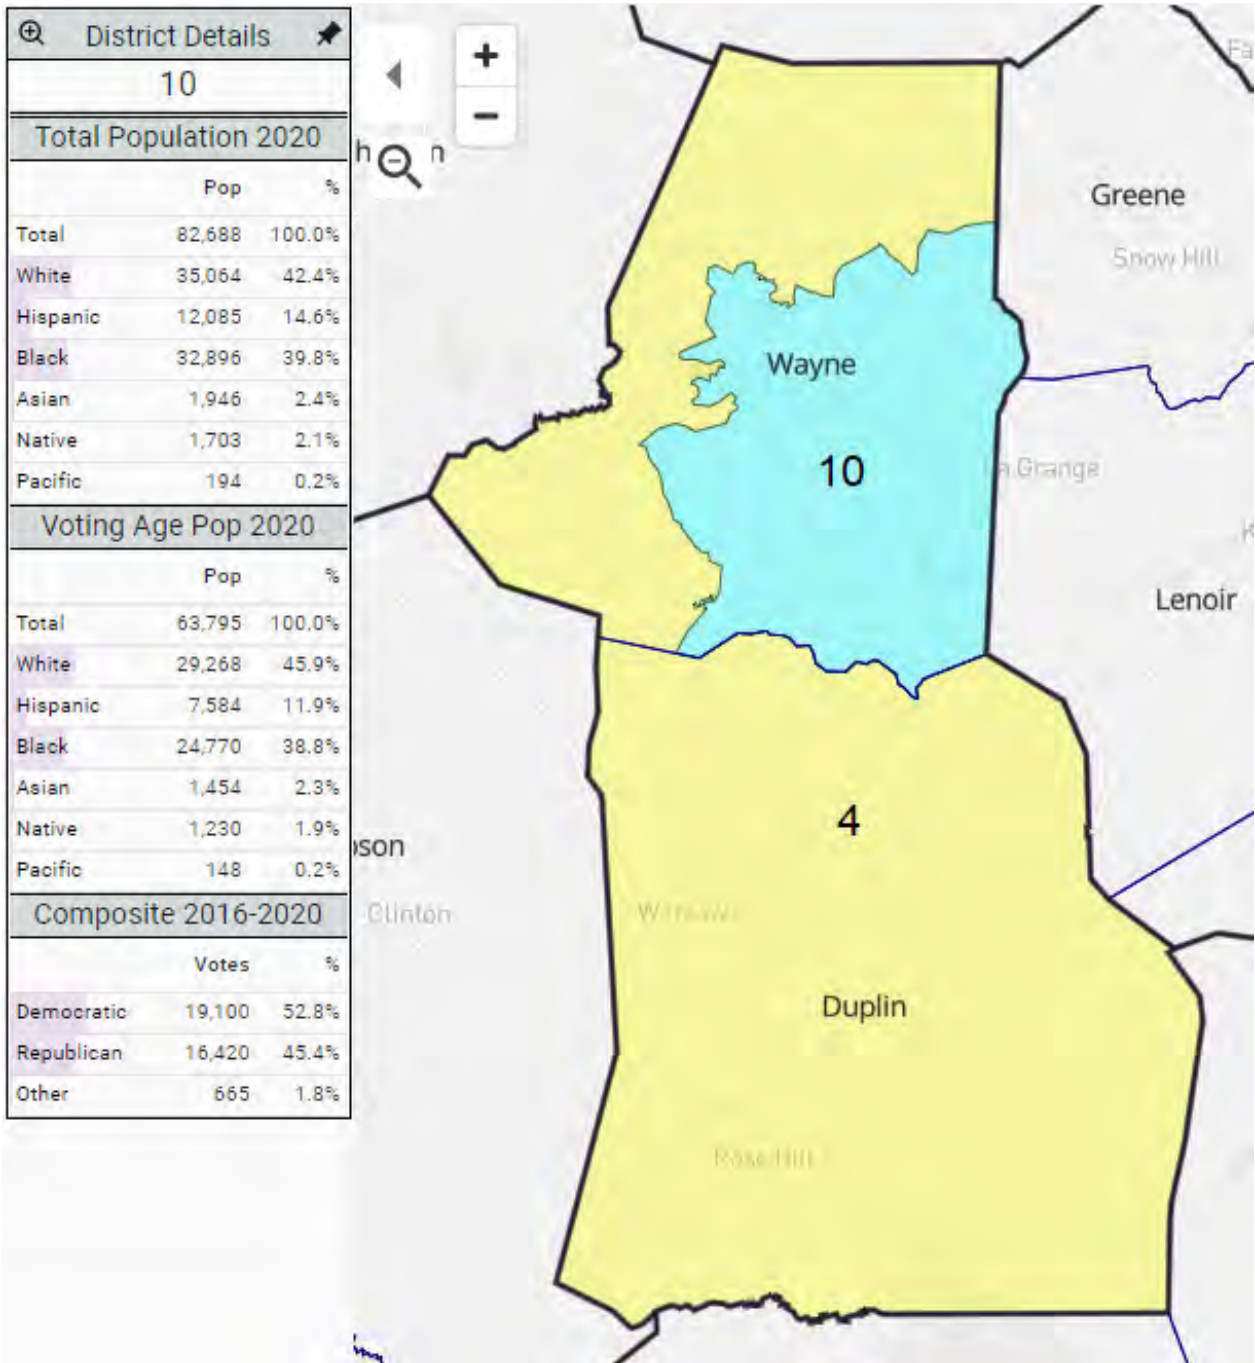 District Details
10
Total Population 2020
Pop %
Total 82,688 100.0%
White 35,064 42.4%
Hispanic 12,085 14.6%
Black 32,896 39.8%
Asian 1,946 2.4%
Native 1,703 2.1%
Pacific 194 0.2%
Voting Age Pop 2020
Pop %
Total 63,795 100.0%
White 29,268 45.9%
Hispanic 7,584 11.9%
Black 24,770 38.8%
Asian 1,454 2.3%
Native 1,230 1.9%
Pacific 148 0.2%
Composite 2016-2020
Votes %
Democratic 19,100 52.8%
Republican 16,420 45.4%
Other 665 1.8%
+
−
Fa
h n
Greene
Snow Hill
Wayne
10
a Grange
K
Lenoir
4
pson
Clinton
Duplin
Rose Hill